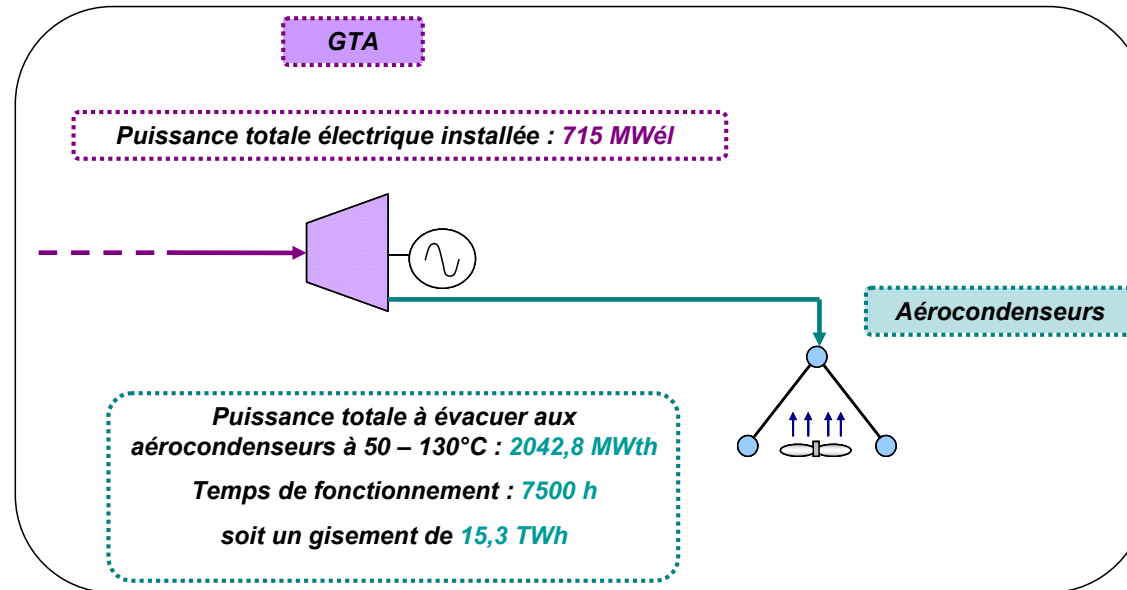 GTA
Puissance totale électrique installée : 715 MWél
Aérocondenseurs
Puissance totale à évacuer aux
aérocondenseurs à 50 – 130°C : 2042,8 MWth
Temps de fonctionnement : 7500 h
soit un gisement de 15,3 TWh